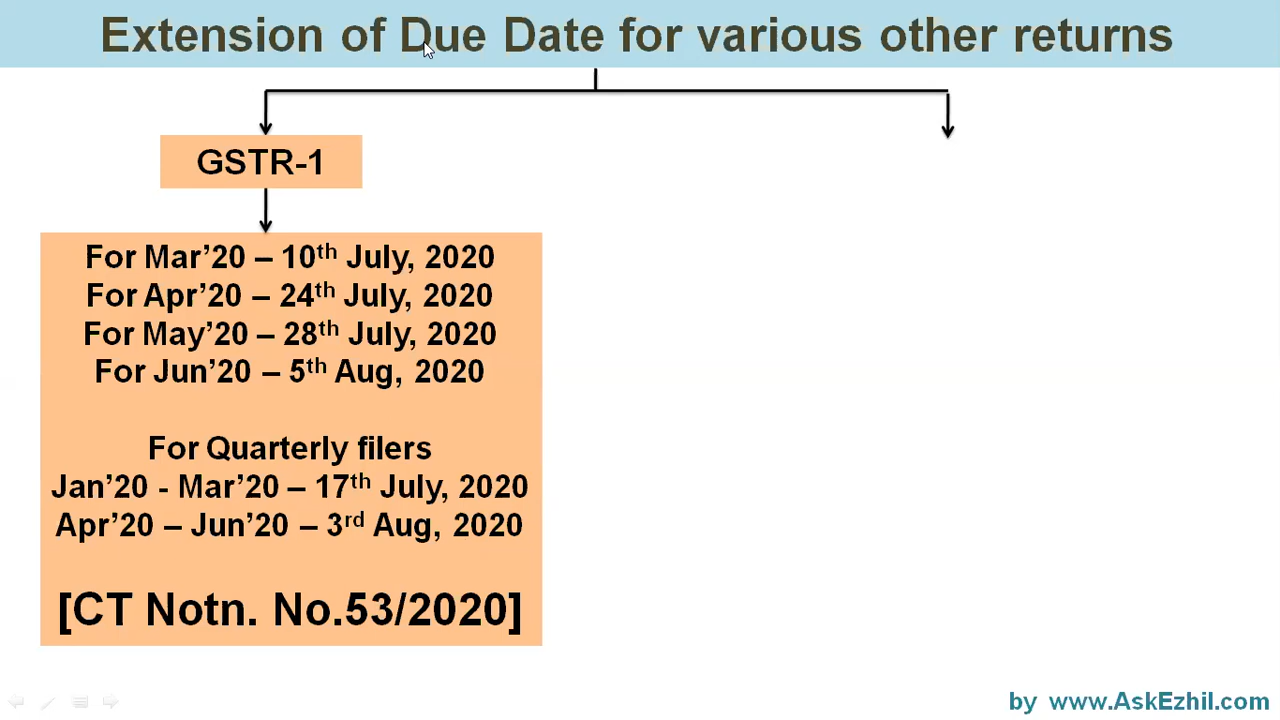 Extension of Due Date for various other returns
GSTR-1
For Mar’20 – 10th July, 2020
For Apr’20 – 24th July, 2020
For May’20 – 28th July, 2020
For Jun’20 – 5th Aug, 2020
For Quarterly filers
Jan’20 - Mar’20 – 17th July, 2020
Apr’20 – Jun’20 – 3rd Aug, 2020
[CT Notn. No.53/2020]
by www.AskEzhil.com